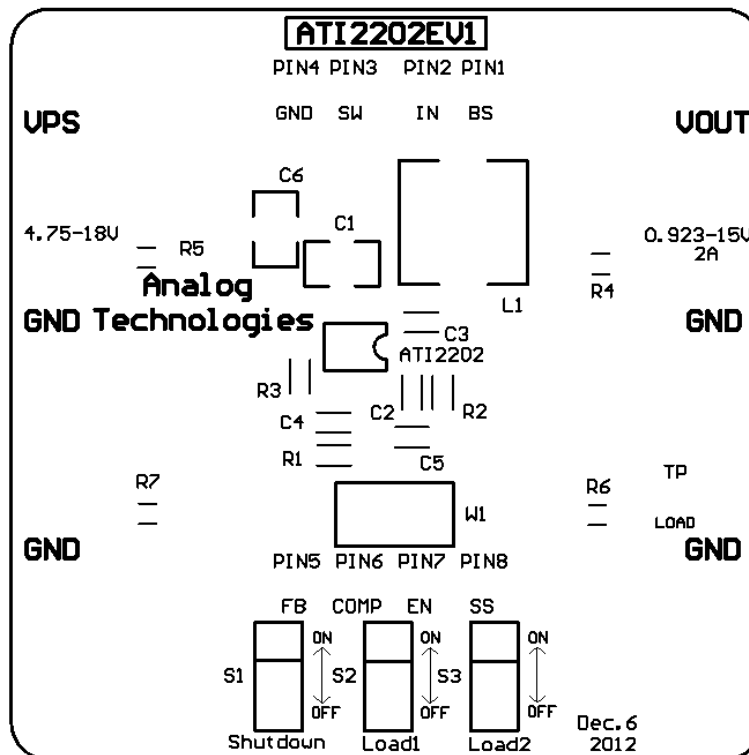 ATI2202EV1
PIN4 PIN3 PIN2 PIN1
VPS GND SW IN BS VOUT
C6
C1
4.75-18V R5 0.923-15V
2A
R4
Analog
L1
GND Technologies GND
C3
ATI2202
R3
C4 C2 R2
R1 C5
TP
R7 R6
W1 LOAD
GND GND
PIN5 PIN6 PIN7 PIN8
FB COMP EN SS
ON ON ON
S1 S2 S3
OFF OFF OFF
Shutdown Load1 Load2
Dec.6
2012